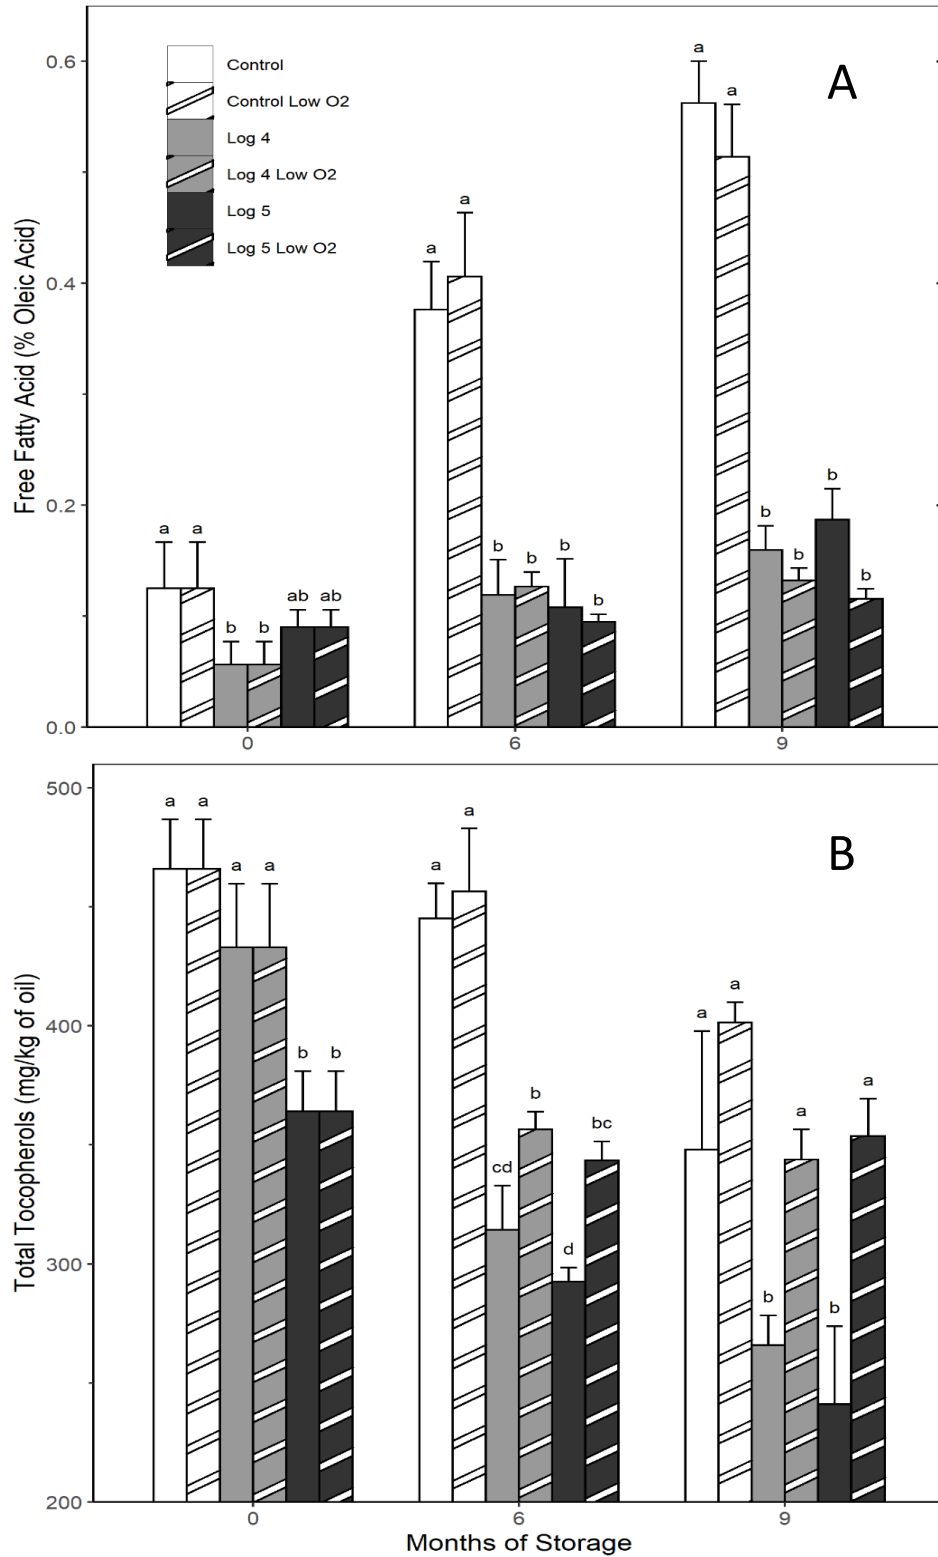 A
Control
Control Low O2
Log 4
Log 4 Low O2
Log 5
Log 5 Low O2
Free Fatty Acid (% Oleic Acid)
0.6
0.4
0.2
0.0
a a b b ab ab
a a b b b b
a a b b b b
0 6 9
B
Total Tocopherols (mg/kg of oil)
500
400
300
200
a a a a b b
a a cd b d bc
a a b a b a
0 6 9
Months of Storage